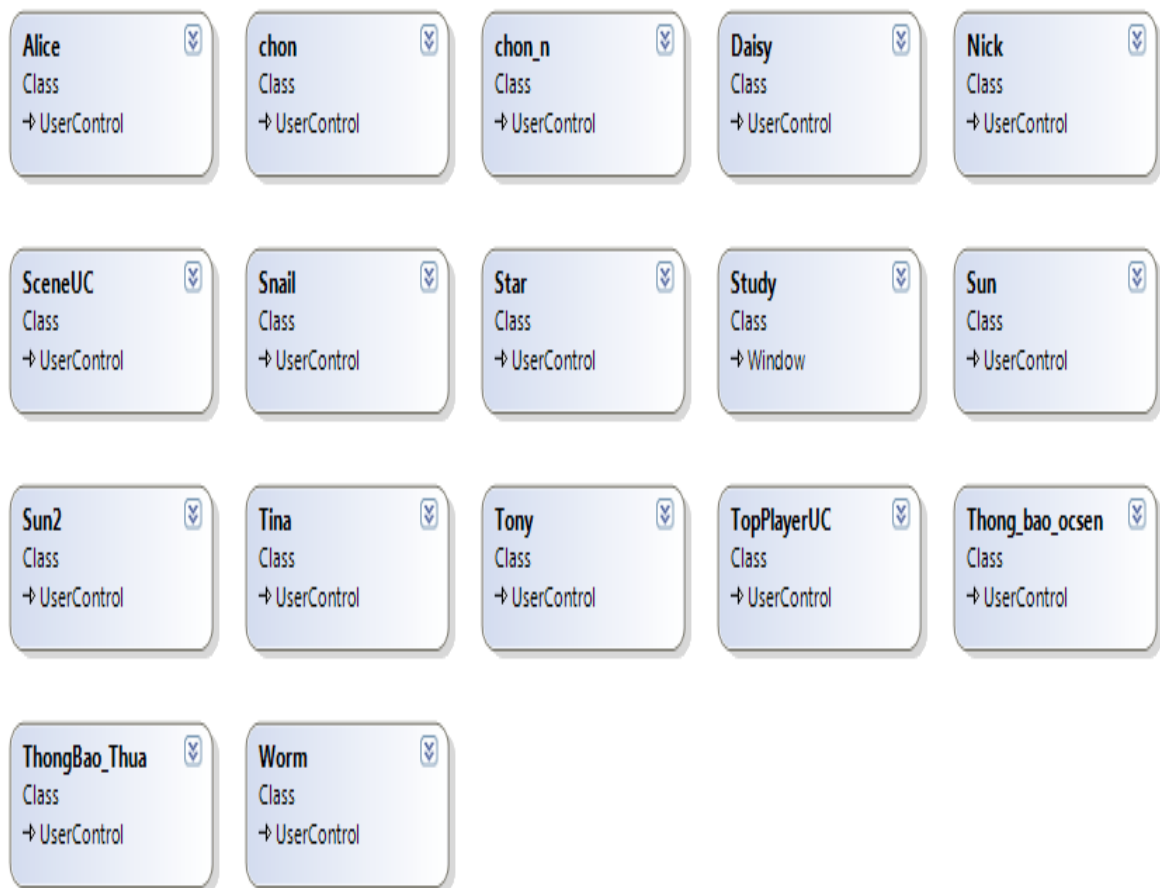 Alice
Class
UserControl
chon
Class
UserControl
chon_n
Class
UserControl
Daisy
Class
UserControl
Nick
Class
UserControl
SceneUC
Class
UserControl
Snail
Class
UserControl
Star
Class
UserControl
Study
Class
Window
Sun
Class
UserControl
Sun2
Class
UserControl
Tina
Class
UserControl
Tony
Class
UserControl
TopPlayerUC
Class
UserControl
Thong_bao_ocsen
Class
UserControl
ThongBao_Thua
Class
UserControl
Worm
Class
UserControl